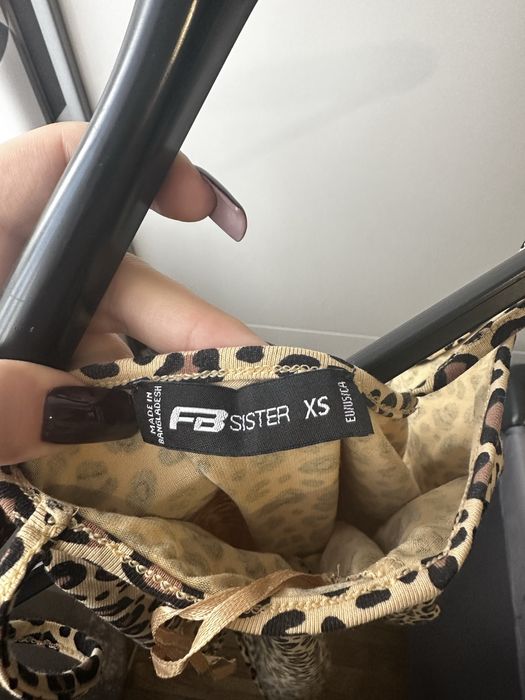 MADE IN
BANGLADESH
FB SISTER XS
EU/US/CA